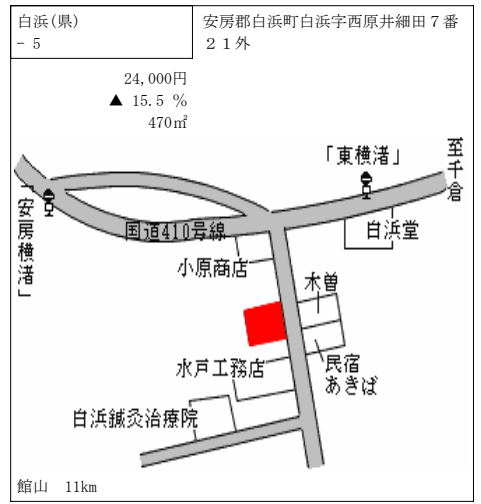 白浜(県)
－5
安房郡白浜町白浜字西原井細田７番
２１外
24,000円
▲ 15.5 %
470㎡
「東横渚」
至千倉
「安房横渚」
国道410号線
白浜堂
小原商店
木曽
水戸工務店
民宿
あきば
白浜鍼灸治療院
館山　11km